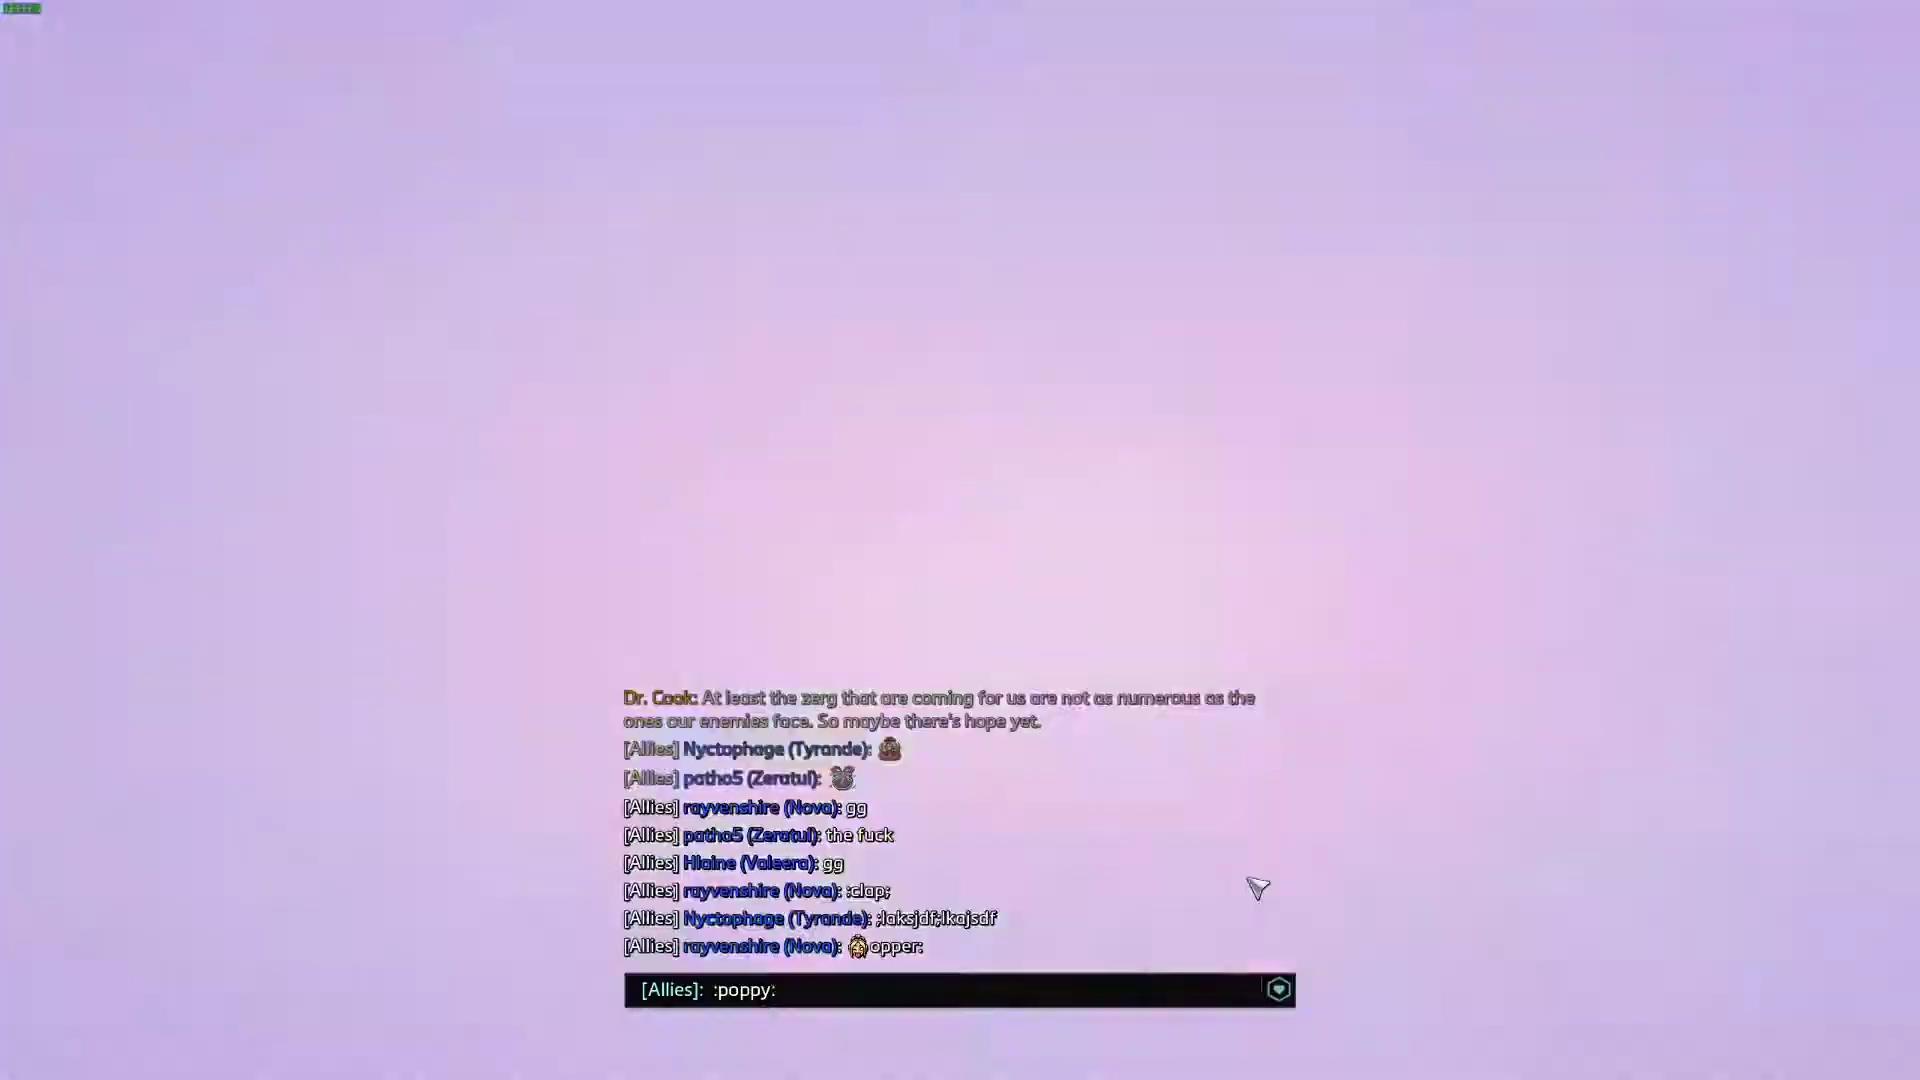 Dr. Cook: At least the zerg that are coming for us are not as numerous as the
ones our enemies face. So maybe there's hope yet.
[Allies] Nyctophage (Tyrande):
[Allies] patho5 (Zeratul):
[Allies] rayvenshire (Nova): gg
[Allies] patho5 (Zeratul): the fuck
[Allies] Hlaine (Valeera): gg
[Allies] rayvenshire (Nova): :clap;
[Allies] Nyctophage (Tyrande): ;laksjdf;lkajsdf
[Allies] rayvenshire (Nova): opper:
[Allies]: :poppy: